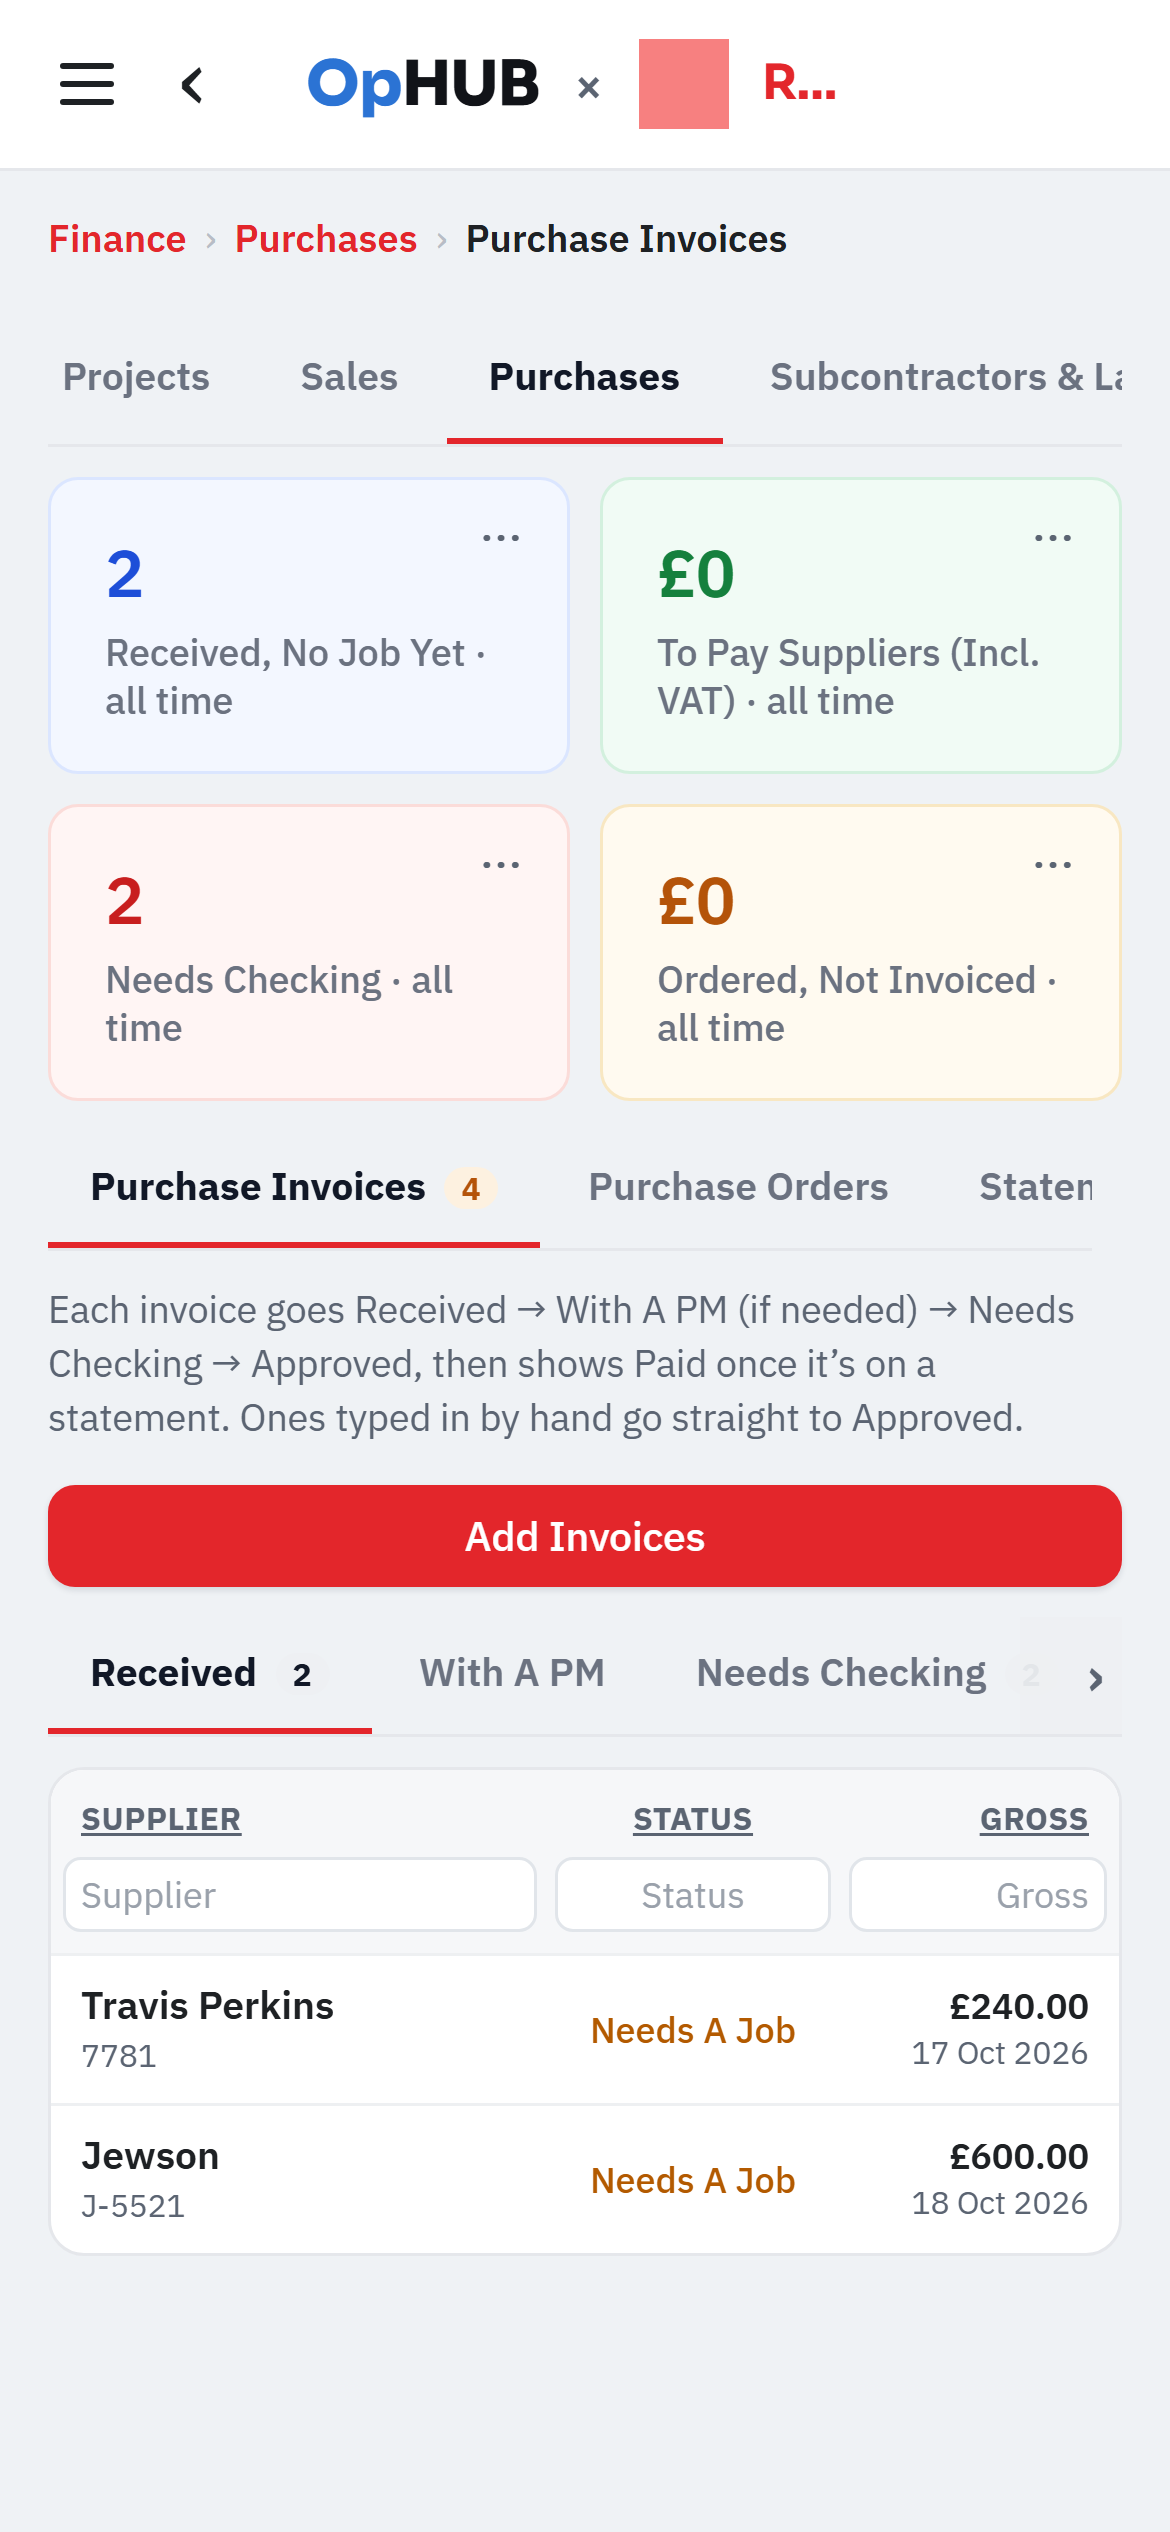 OpHUB × R...
Finance › Purchases › Purchase Invoices
Projects Sales Purchases Subcontractors &
2
Received, No Job Yet ·
all time
£0
To Pay Suppliers (Incl.
VAT) · all time
2
Needs Checking · all
time
£0
Ordered, Not Invoiced ·
all time
Purchase Invoices 4 Purchase Orders
Each invoice goes Received → With A PM (if needed) → Needs
Checking → Approved, then shows Paid once it’s on a
statement. Ones typed in by hand go straight to Approved.
Add Invoices
Received 2 With A PM Needs Checking 2 ›
SUPPLIER STATUS GROSS
Supplier Status Gross
Travis Perkins
7781
Needs A Job
£240.00
17 Oct 2026
Jewson
J-5521
Needs A Job
£600.00
18 Oct 2026